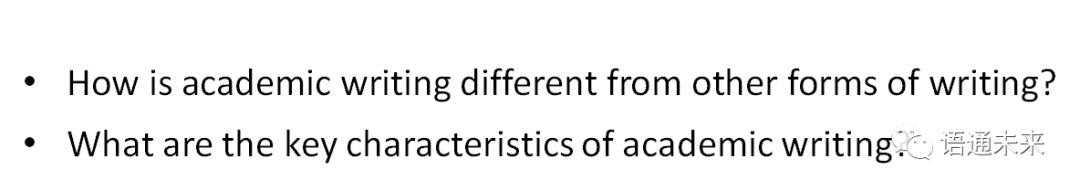 • How is academic writing different from other forms of writing?
• What are the key characteristics of academic writing?
语通未来